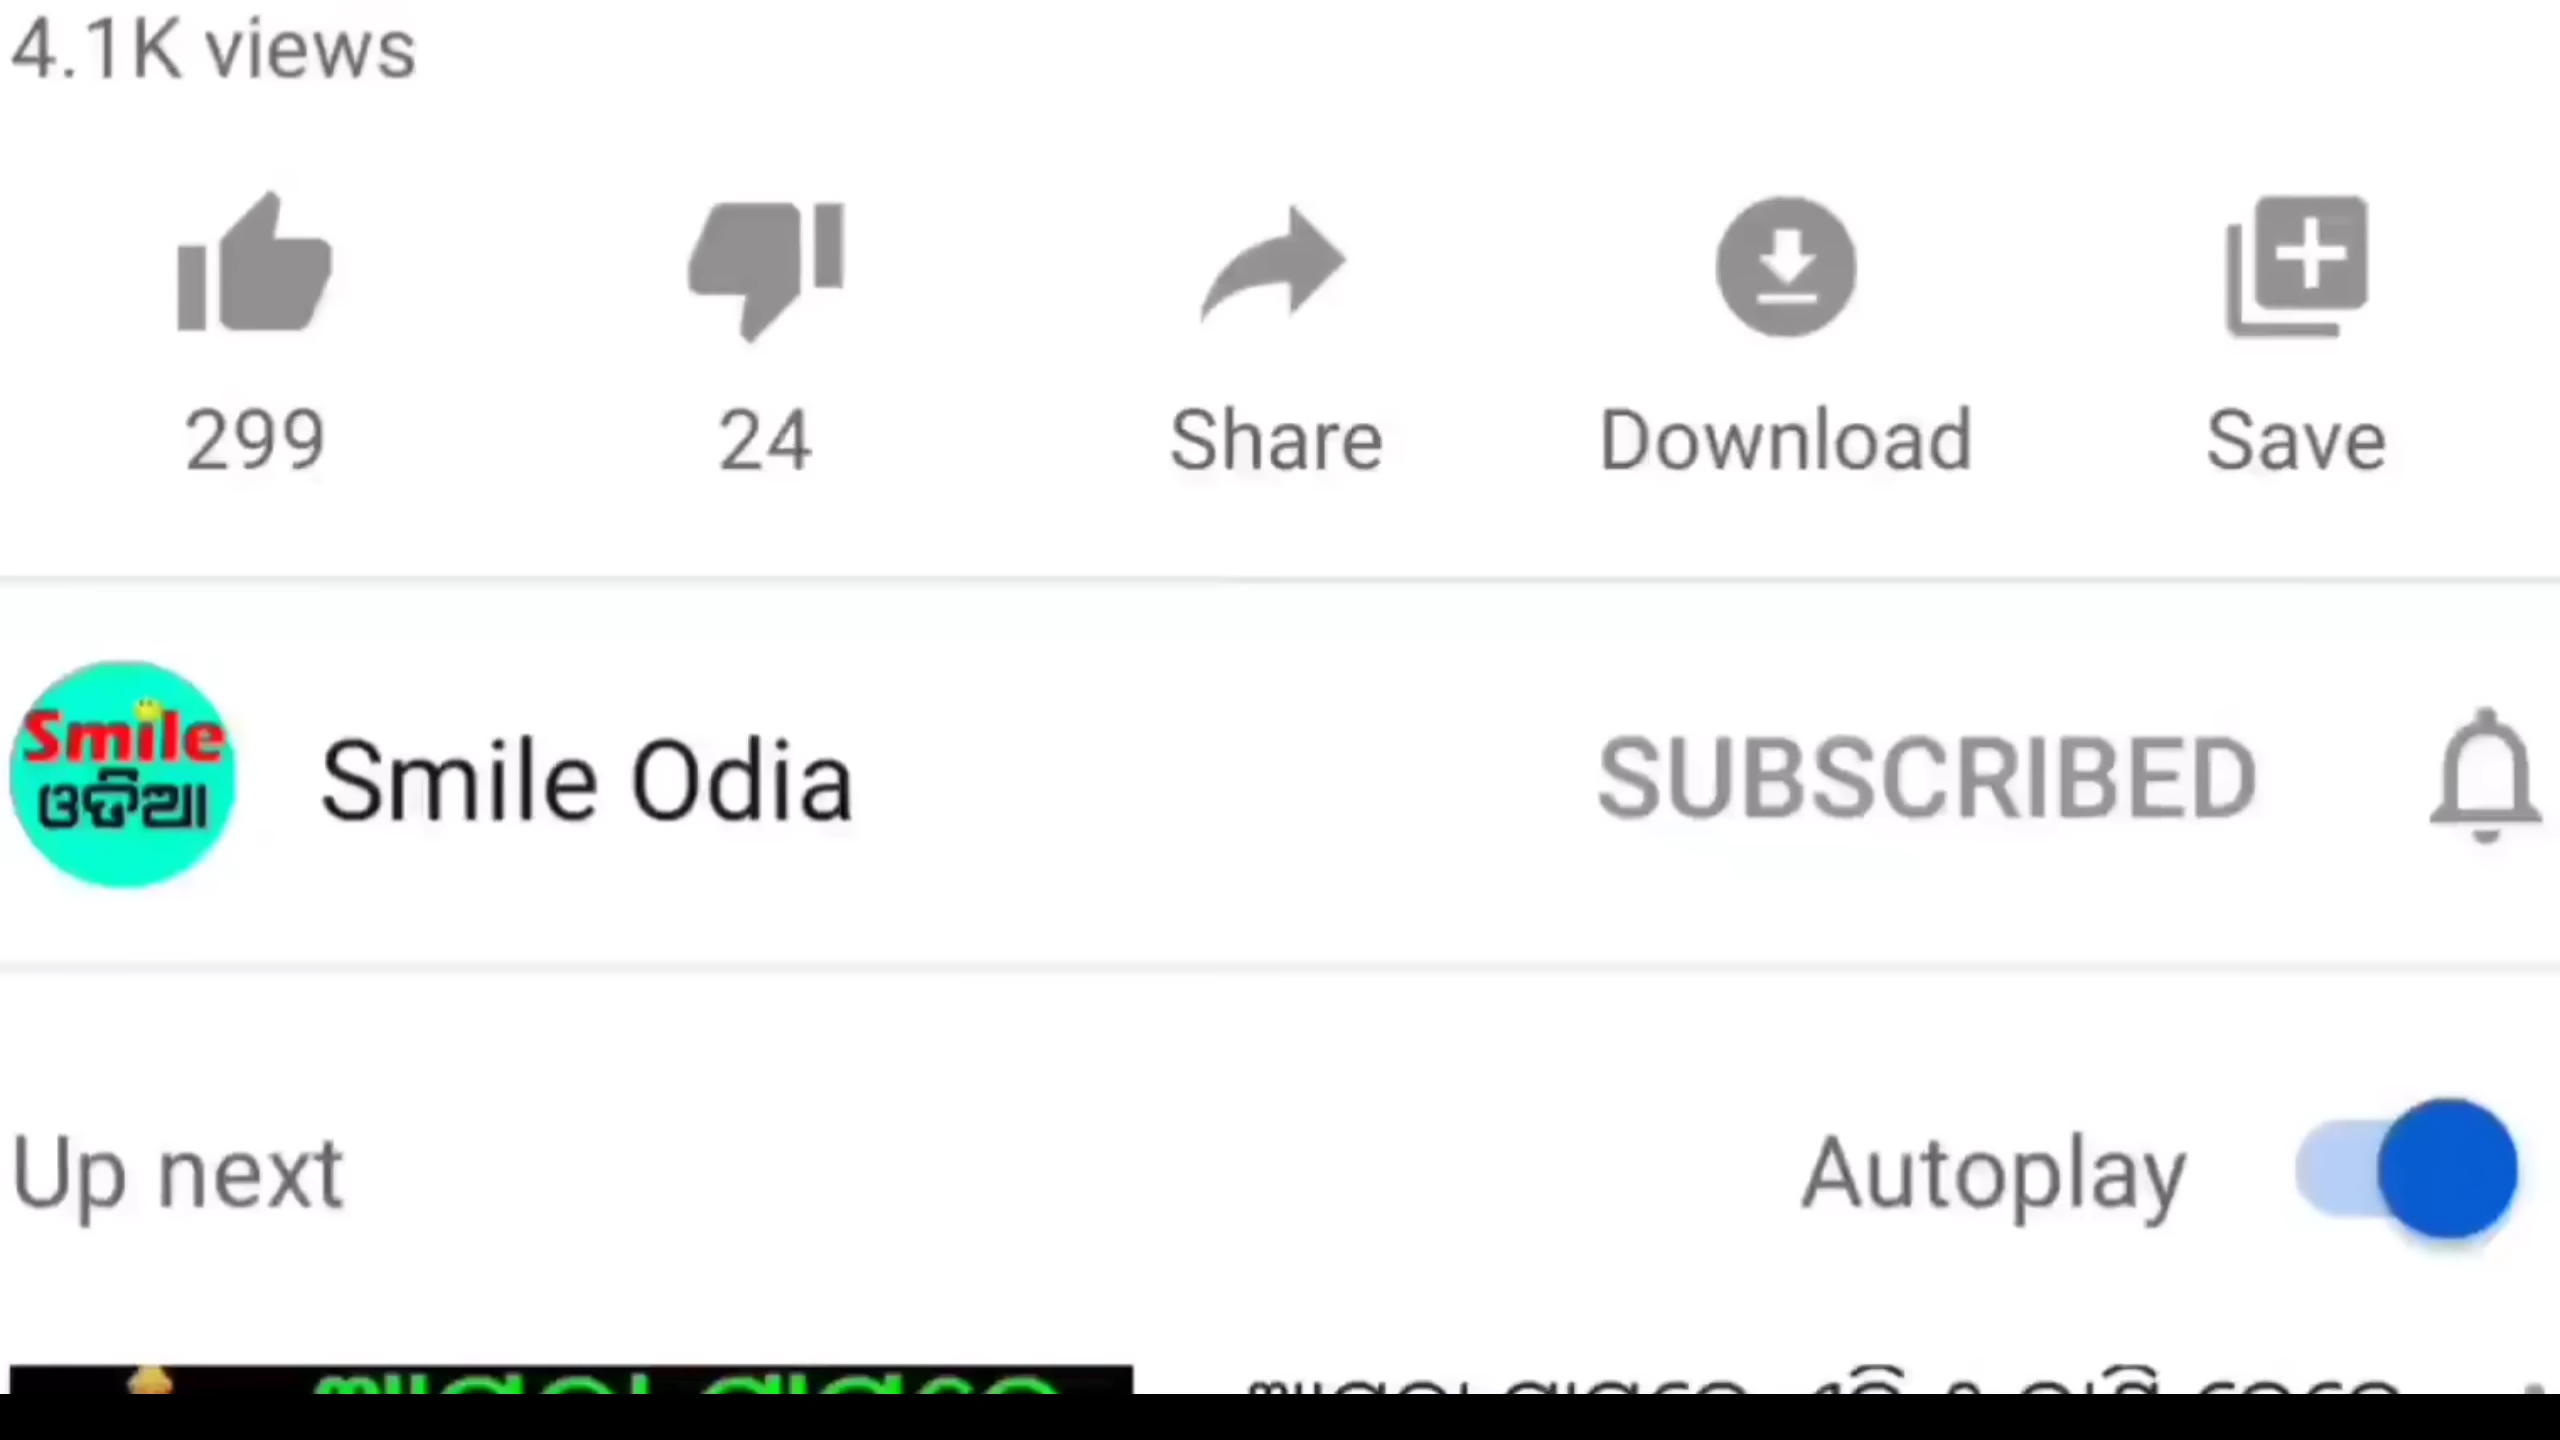 4.1K views
299 24 Share Download Save
Smile
ଓଡିଆ
Smile Odia SUBSCRIBED
Up next Autoplay